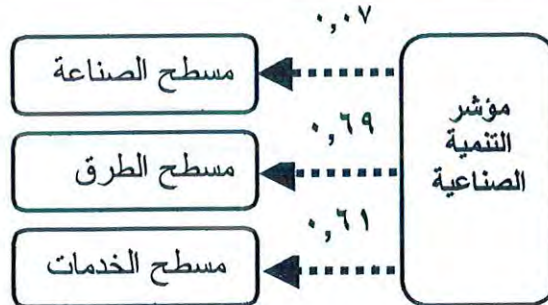 مؤشر
التنمية
الصناعية
٠,٠٧
مسطح الصناعة
٠,٦٩
مسطح الطرق
٠,٦١
مسطح الخدمات